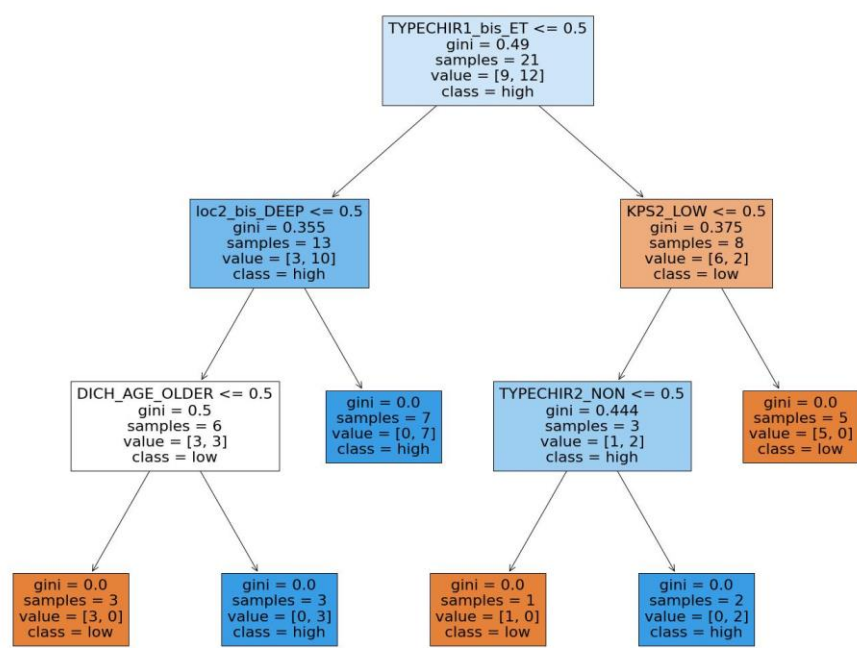 TYPECHIR1_bis_ET <= 0.5
gini = 0.49
samples = 21
value = [9, 12]
class = high
loc2_bis_DEEP <= 0.5
gini = 0.355
samples = 13
value = [3, 10]
class = high
KPS2_LOW <= 0.5
gini = 0.375
samples = 8
value = [6, 2]
class = low
DICH_AGE_OLDER <= 0.5
gini = 0.5
samples = 6
value = [3, 3]
class = low
gini = 0.0
samples = 7
value = [0, 7]
class = high
TYPECHIR2_NON <= 0.5
gini = 0.444
samples = 3
value = [1, 2]
class = high
gini = 0.0
samples = 5
value = [5, 0]
class = low
gini = 0.0
samples = 3
value = [3, 0]
class = low
gini = 0.0
samples = 3
value = [0, 3]
class = high
gini = 0.0
samples = 1
value = [1, 0]
class = low
gini = 0.0
samples = 2
value = [0, 2]
class = high